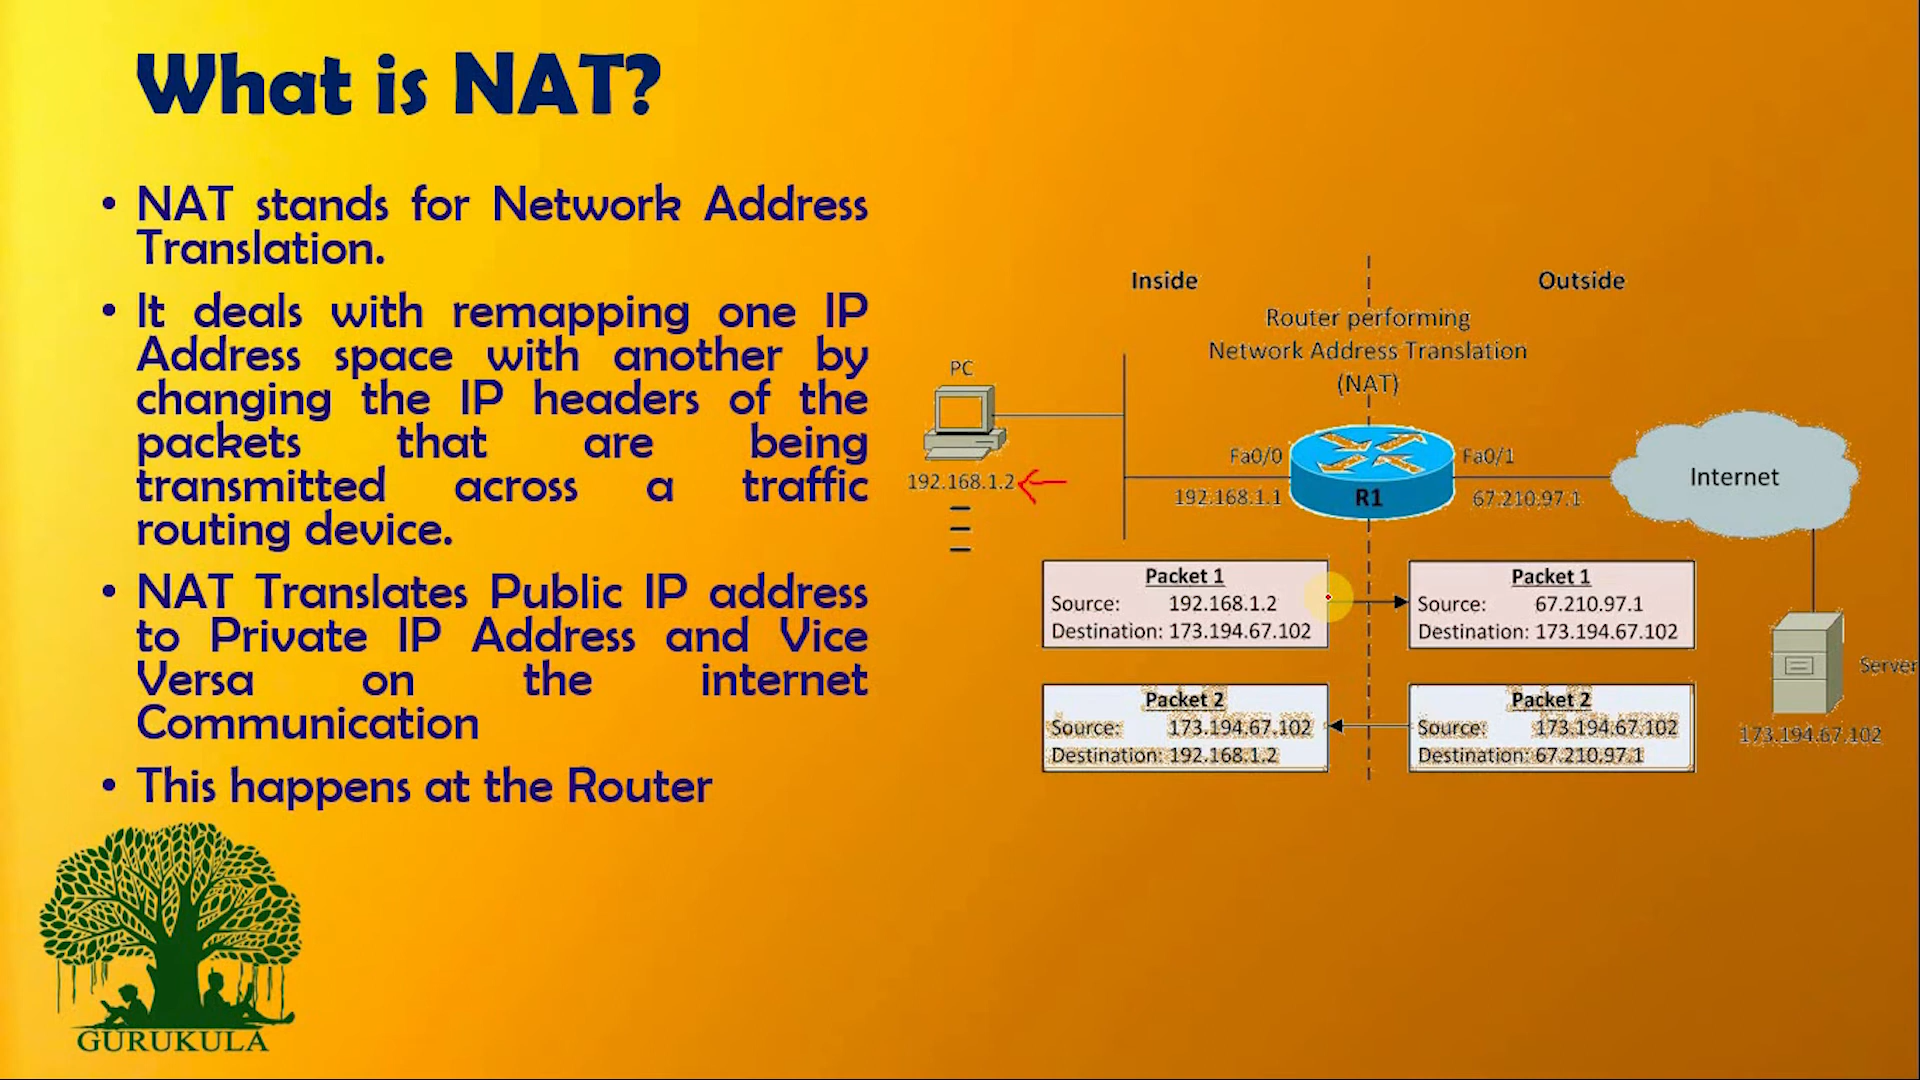 What is NAT?
• NAT stands for Network Address
Translation.
• It deals with remapping one IP
Address space with another by
changing the IP headers of the
packets that are being
transmitted across a traffic
routing device.
• NAT Translates Public IP address
to Private IP Address and Vice
Versa on the internet
Communication
• This happens at the Router
GURUKULA
Inside
Outside
Router performing
Network Address Translation
(NAT)
PC
192.168.1.2
Fa0/0
192.168.1.1
R1
Fa0/1
67.210.97.1
Internet
Packet 1
Source: 192.168.1.2
Destination: 173.194.67.102
Packet 1
Source: 67.210.97.1
Destination: 173.194.67.102
Packet 2
Source: 173.194.67.102
Destination: 192.168.1.2
Packet 2
Source: 173.194.67.102
Destination: 67.210.97.1
Server
173.194.67.102